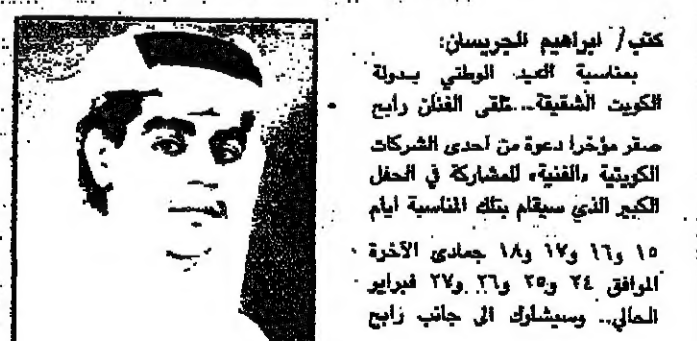 كتب/ ابراهيم الجريسان:
بمناسبة العيد الوطني بدولة
الكويت الشقيقة.. تلقى الفنان رابح
صقر مؤخرا دعوة من احدى الشركات
الكويتية «الفنية» للمشاركة في الحفل
الكبير الذي سيقام بتلك المناسبة ايام
١٥ و١٦ و١٧ و١٨ جمادى الآخرة
الموافق ٢٤ و٢٥ و٢٦ و٢٧ فبراير
الحالي.. وسيشارك الى جانب رابح